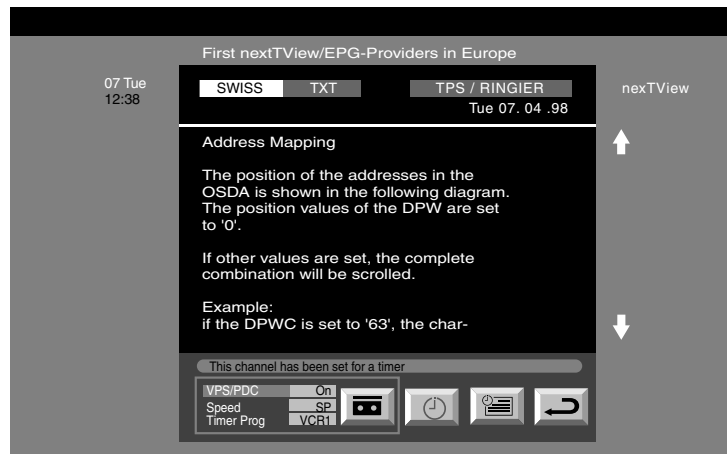 First nextTView/EPG-Providers in Europe
07 Tue
12:38
SWISS TXT TPS / RINGIER
Tue 07. 04 .98
nexTView
Address Mapping
The position of the addresses in the
OSDA is shown in the following diagram.
The position values of the DPW are set
to '0'.
If other values are set, the complete
combination will be scrolled.
Example:
if the DPWC is set to '63', the char-
This channel has been set for a timer
VPS/PDC On
Speed SP
Timer Prog VCR1